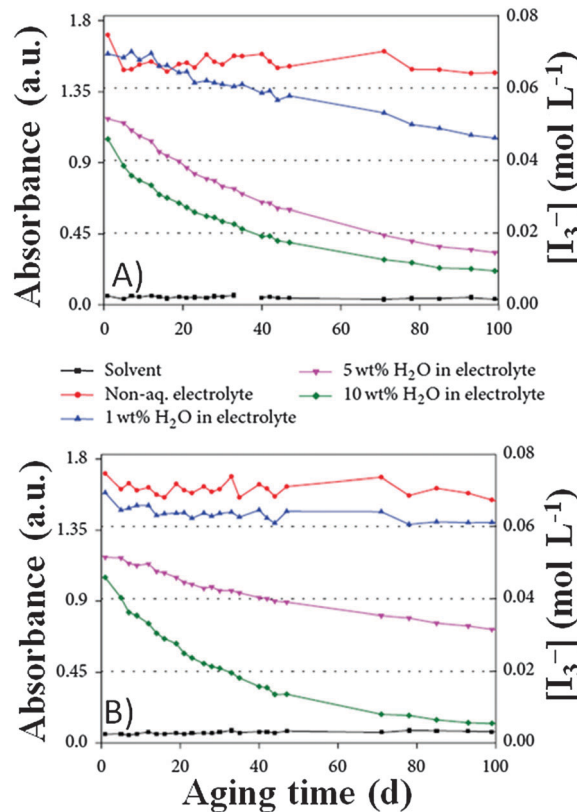 1.8
1.35
0.9
0.45
0.0
Absorbance (a.u.)
A)
0.08
0.06
0.04
0.02
0.00
[I₃⁻] (mol L⁻¹)
0 20 40 60 80 100
Solvent
Non-aq. electrolyte
1 wt% H₂O in electrolyte
5 wt% H₂O in electrolyte
10 wt% H₂O in electrolyte
1.8
1.35
0.9
0.45
0.0
Absorbance (a.u.)
B)
0.08
0.06
0.04
0.02
0.00
[I₃⁻] (mol L⁻¹)
0 20 40 60 80 100
Aging time (d)